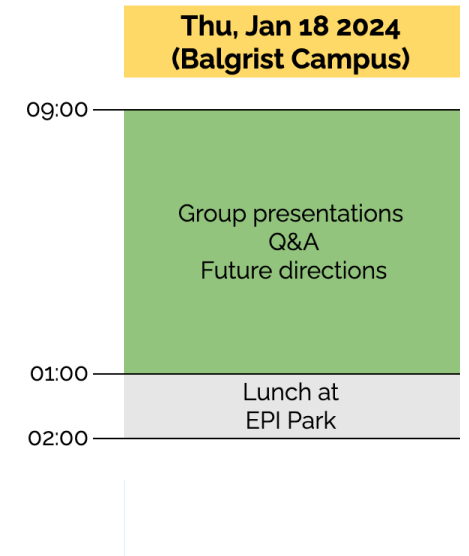 Thu, Jan 18 2024
(Balgrist Campus)
09:00
Group presentations
Q&A
Future directions
01:00
Lunch at
EPI Park
02:00